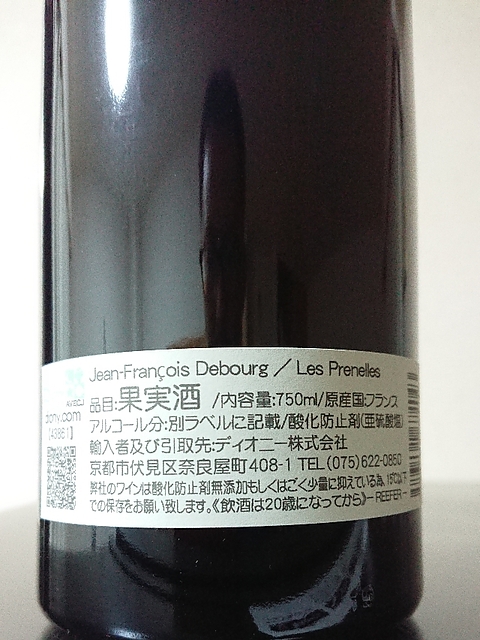 Jean-François Debourg／Les Prenelles
品目:果実酒 /内容量:750ml/原産国:フランス
アルコール分:別ラベルに記載/酸化防止剤(亜硫酸塩)
輸入者及び引取先:ディオニー株式会社
京都市伏見区奈良屋町408-1 TEL(075)622-0850
弊社のワインは酸化防止剤無添加もしくはごく少量に抑えている為、15℃以下
での保存をお願い致します。《飲酒は20歳になってから》－REEFER－